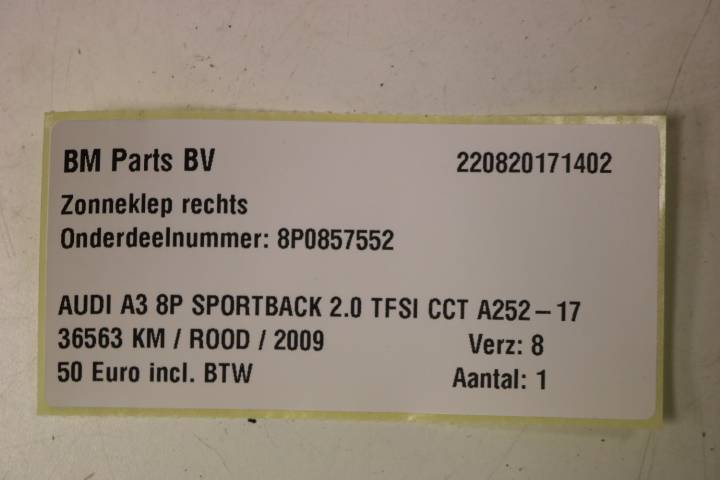 BM Parts BV 220820171402
Zonneklep rechts
Onderdeelnummer: 8P0857552
AUDI A3 8P SPORTBACK 2.0 TFSI CCT A252-17
36563 KM / ROOD / 2009 Verz: 8
50 Euro incl. BTW Aantal: 1